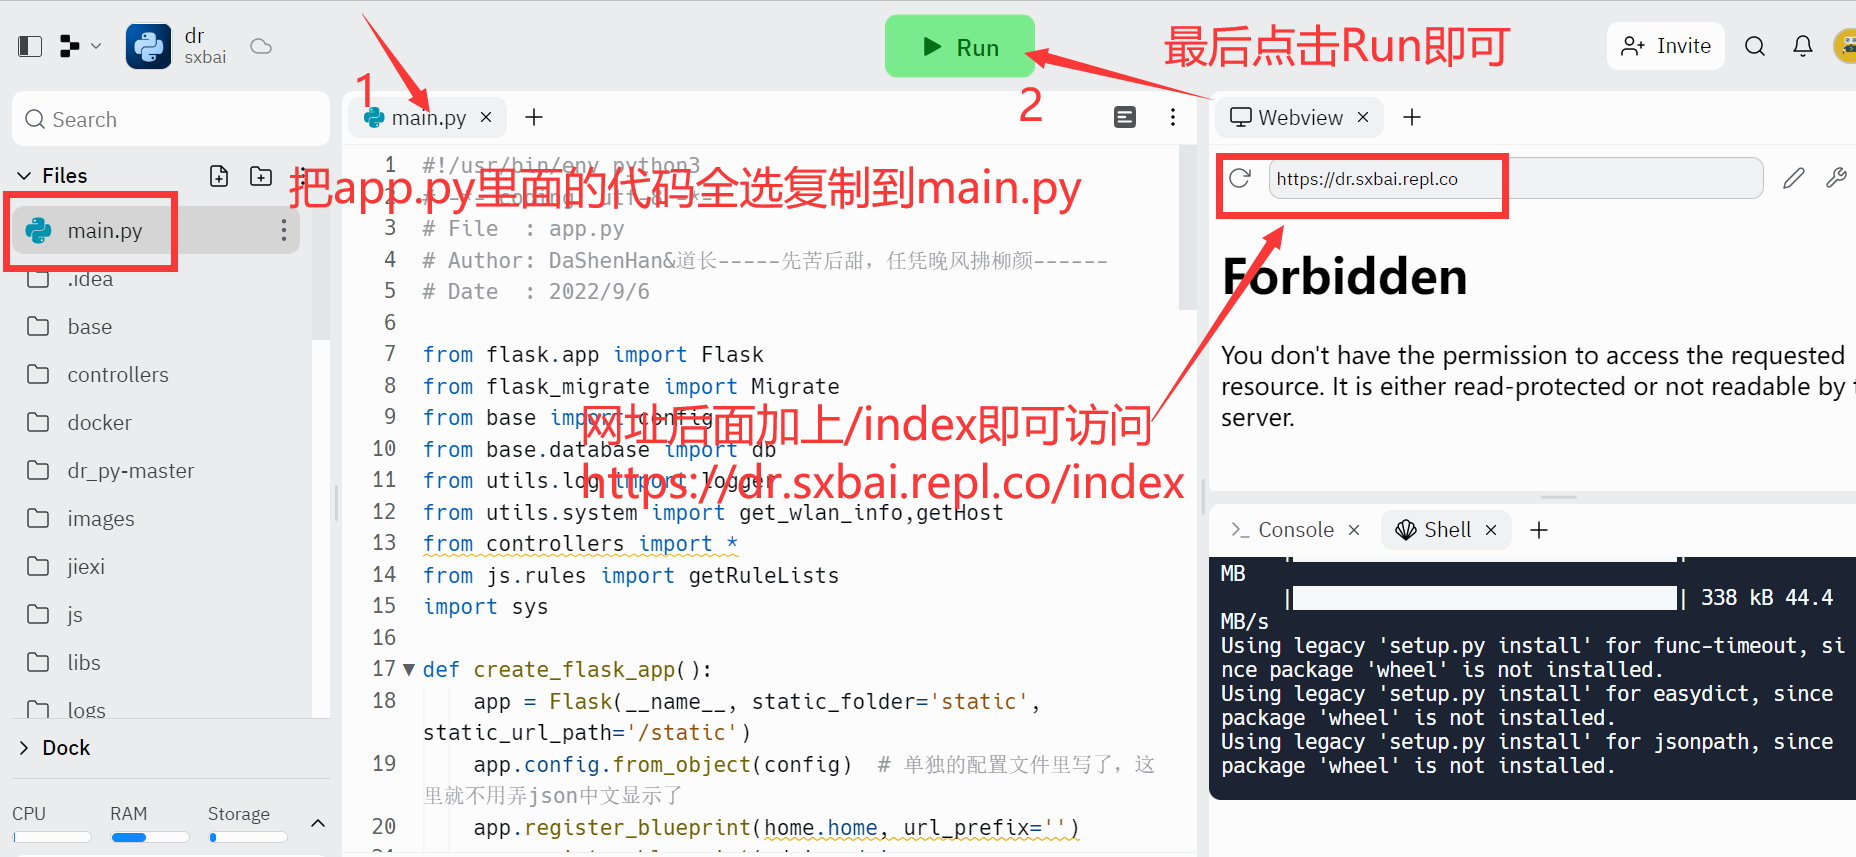 dr
sxbai
Run
最后点击Run即可
Invite
1
2
Search
main.py
Webview
Files
把app.py里面的代码全选复制到main.py
https://dr.sxbai.repl.co
main.py
.idea
base
controllers
docker
dr_py-master
images
jiexi
js
libs
logs
Dock
CPU RAM Storage
1 #!/usr/bin/env python3
2 # -*- coding: utf-8 -*-
3 # File  : app.py
4 # Author: DaShenHan&道长-----先苦后甜，任凭晚风拂柳颜------
5 # Date  : 2022/9/6
6
7 from flask.app import Flask
8 from flask_migrate import Migrate
9 from base import config
10 from base.database import db
11 from utils.log import logger
12 from utils.system import get_wlan_info,getHost
13 from controllers import *
14 from js.rules import getRuleLists
15 import sys
16
17 def create_flask_app():
18 app = Flask(__name__, static_folder='static',
static_url_path='/static')
19 app.config.from_object(config)  # 单独的配置文件里写了，这
里就不用弄json中文显示了
20 app.register_blueprint(home.home, url_prefix='')
网址后面加上/index即可访问
https://dr.sxbai.repl.co/index
Forbidden
You don't have the permission to access the requested
resource. It is either read-protected or not readable by
server.
Console
Shell
MB
| | 338 kB 44.4
MB/s
Using legacy 'setup.py install' for func-timeout, si
nce package 'wheel' is not installed.
Using legacy 'setup.py install' for easydict, since
package 'wheel' is not installed.
Using legacy 'setup.py install' for jsonpath, since
package 'wheel' is not installed.